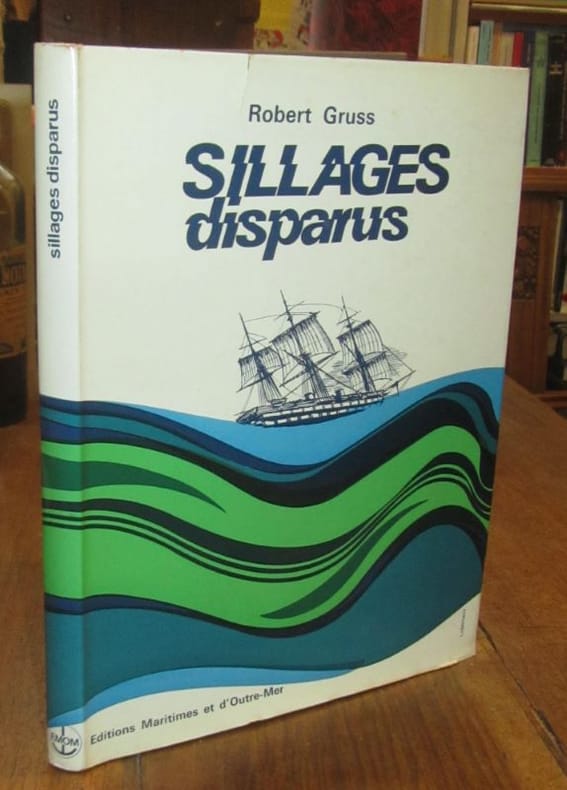 sillages disparus
Robert Gruss
SILLAGES
disparus
EMOM
Editions Maritimes et d'Outre-Mer